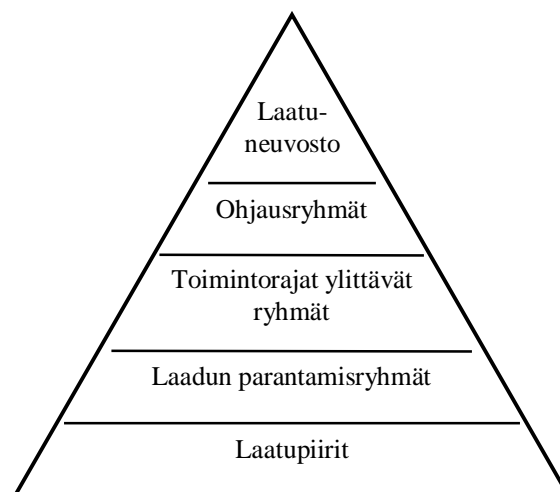 Laatu-
neuvosto
Ohjausryhmät
Toimintorajat ylittävät
ryhmät
Laadun parantamisryhmät
Laatupiirit